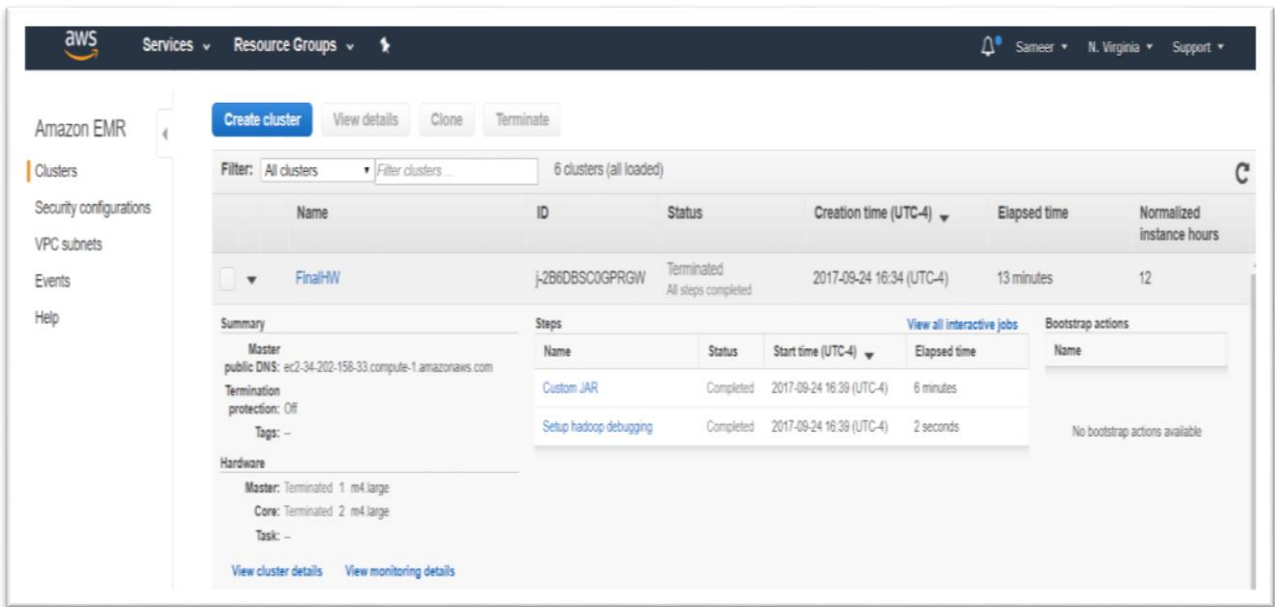 aws Services Resource Groups Sameer N. Virginia Support
Amazon EMR
Clusters
Security configurations
VPC subnets
Events
Help
Create cluster View details Clone Terminate
Filter: All clusters Filter clusters ... 6 clusters (all loaded)
Name ID Status Creation time (UTC-4) Elapsed time Normalized
instance hours
FinalHW j-2B6DBSC0GPRGW Terminated 2017-09-24 16:34 (UTC-4) 13 minutes 12
All steps completed
Summary
Master
public DNS: ec2-34-202-158-33.compute-1.amazonaws.com
Termination
protection: Off
Tags: --
Hardware
Master: Terminated 1 m4.large
Core: Terminated 2 m4.large
Task: --
View cluster details View monitoring details
Steps View all interactive jobs
Name Status Start time (UTC-4) Elapsed time
Custom JAR Completed 2017-09-24 16:39 (UTC-4) 6 minutes
Setup hadoop debugging Completed 2017-09-24 16:39 (UTC-4) 2 seconds
Bootstrap actions
Name
No bootstrap actions available